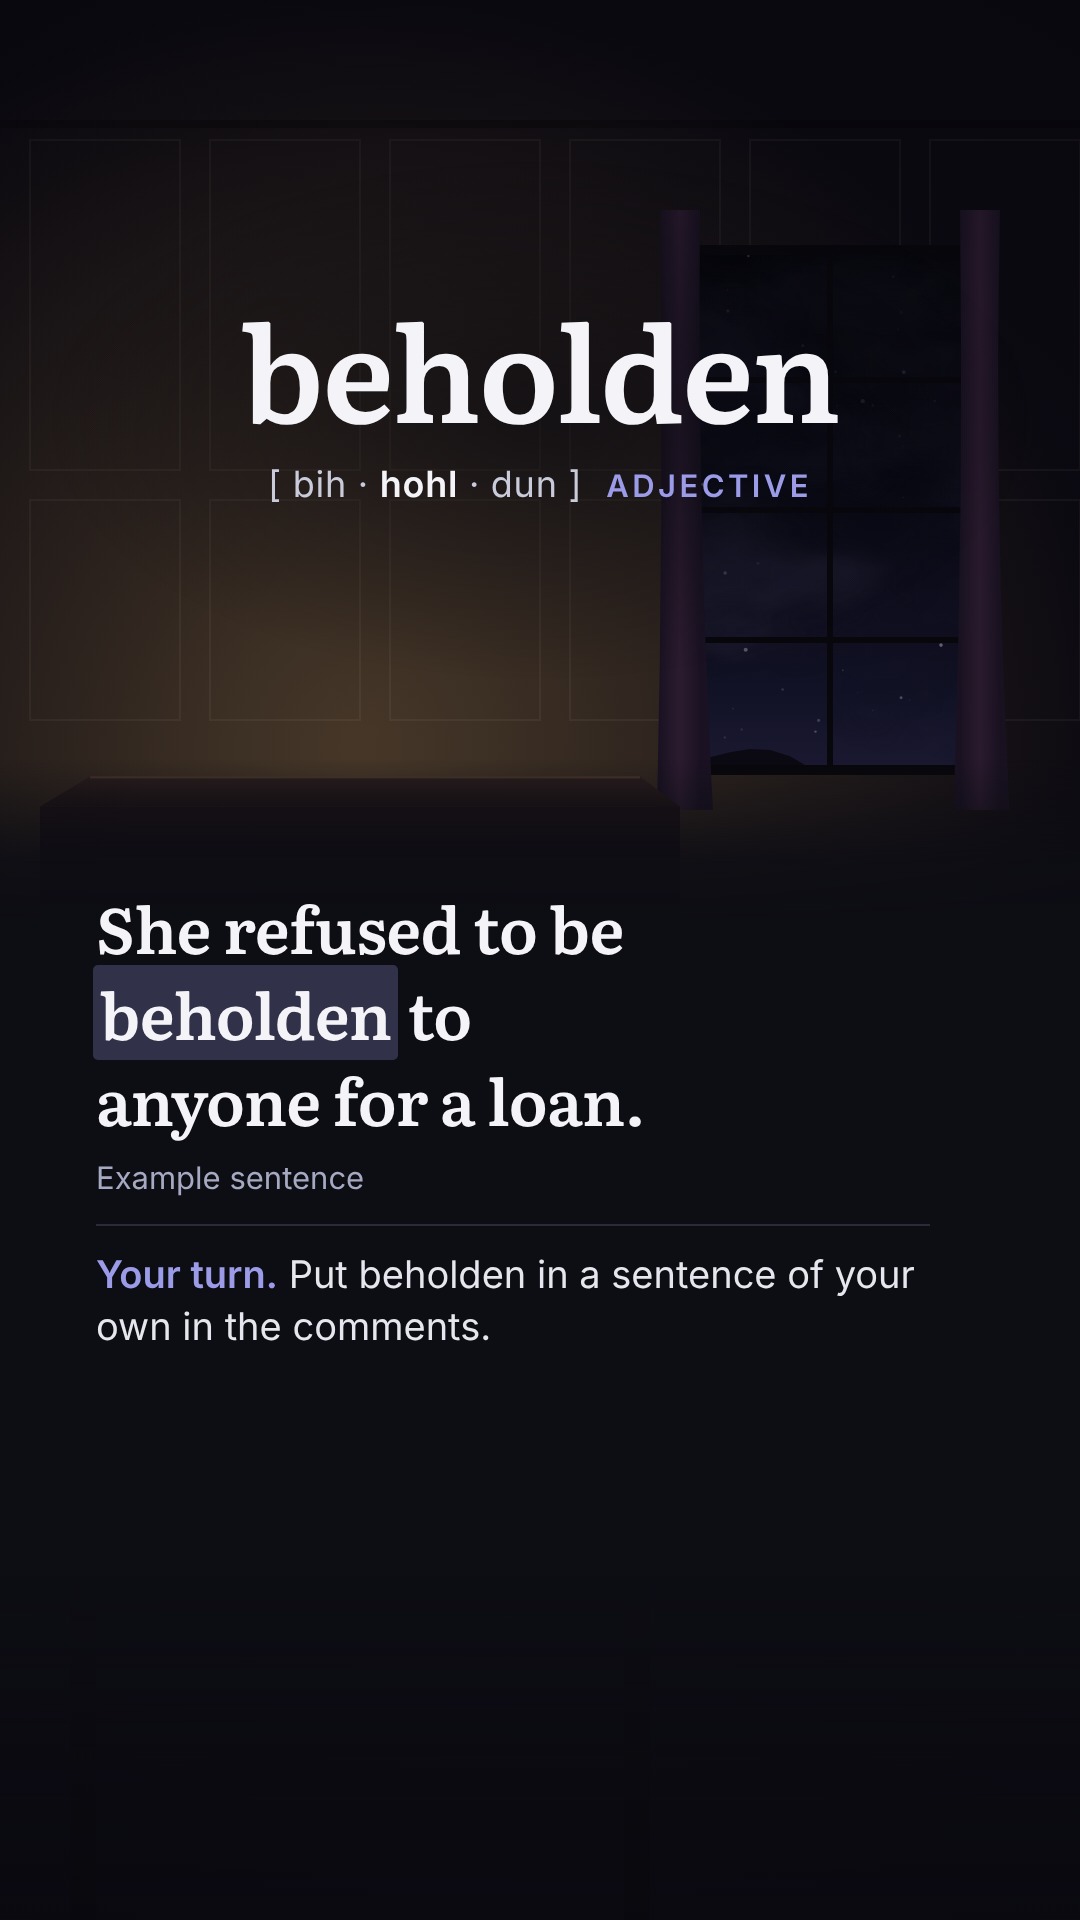 beholden
[ bih · hohl · dun ] ADJECTIVE
She refused to be
beholden to
anyone for a loan.
Example sentence
Your turn. Put beholden in a sentence of your
own in the comments.